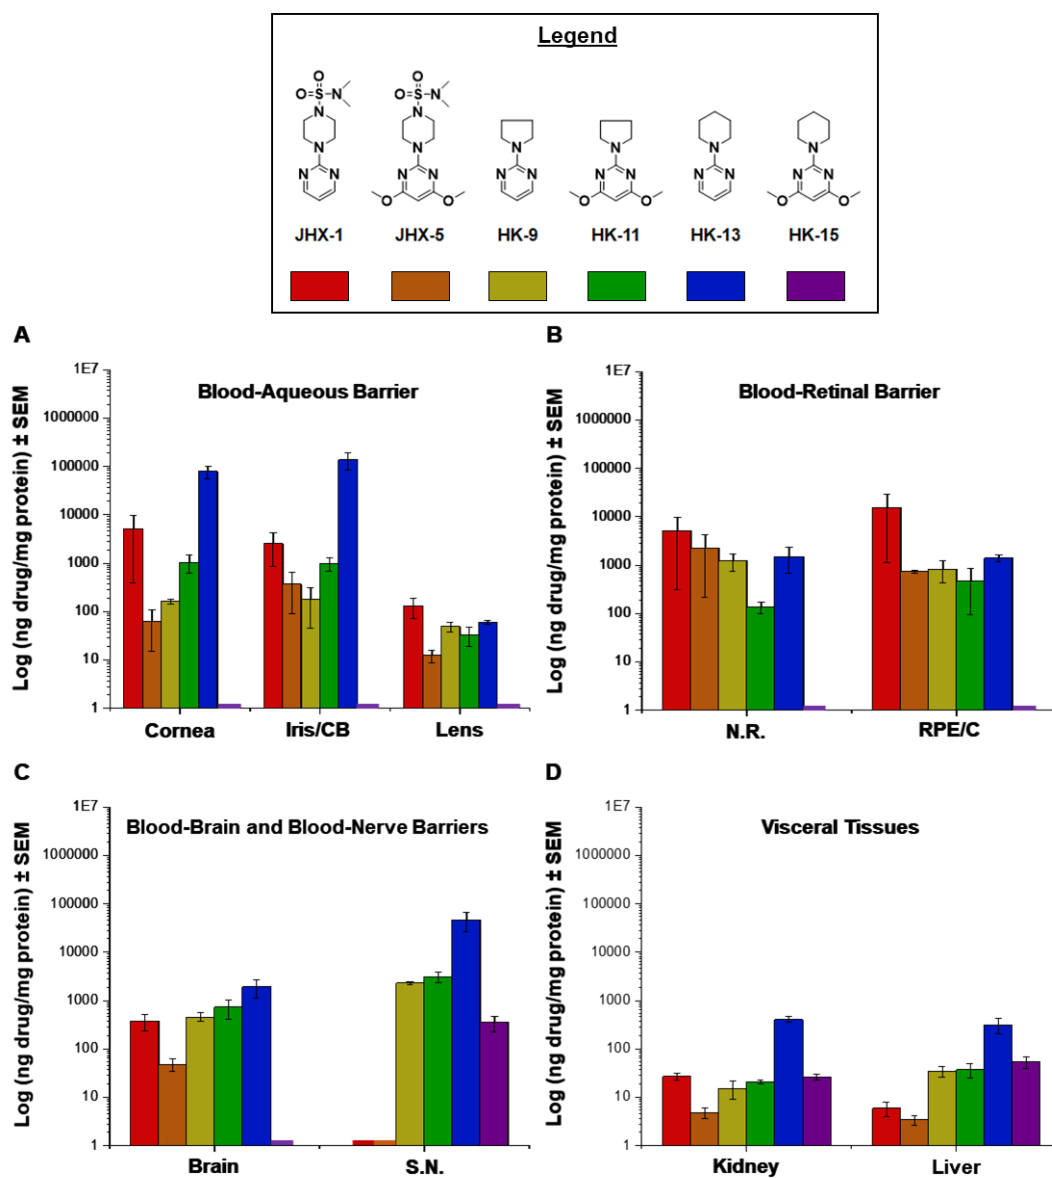 Legend
O O
O=S-N O=S-N
N N
N N N N N N
N N N N N N N N N N N N
O O O O O O
JHX-1 JHX-5 HK-9 HK-11 HK-13 HK-15
A
Log (ng drug/mg protein) ± SEM
Blood-Aqueous Barrier
1E7
1000000
100000
10000
1000
100
10
1
Cornea Iris/CB Lens
B
Log (ng drug/mg protein) ± SEM
Blood-Retinal Barrier
1E7
1000000
100000
10000
1000
100
10
1
N.R. RPE/C
C
Log (ng drug/mg protein) ± SEM
Blood-Brain and Blood-Nerve Barriers
1E7
1000000
100000
10000
1000
100
10
1
Brain S.N.
D
Log (ng drug/mg protein) ± SEM
Visceral Tissues
1E7
1000000
100000
10000
1000
100
10
1
Kidney Liver